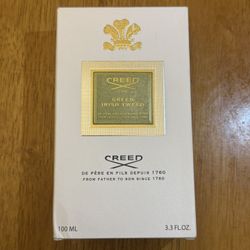 CREED
GREEN
IRISH TWEED
CREED
DE PÈRE EN FILS DEPUIS 1760
FROM FATHER TO SON SINCE 1760
100 ML
3.3 FL.OZ.